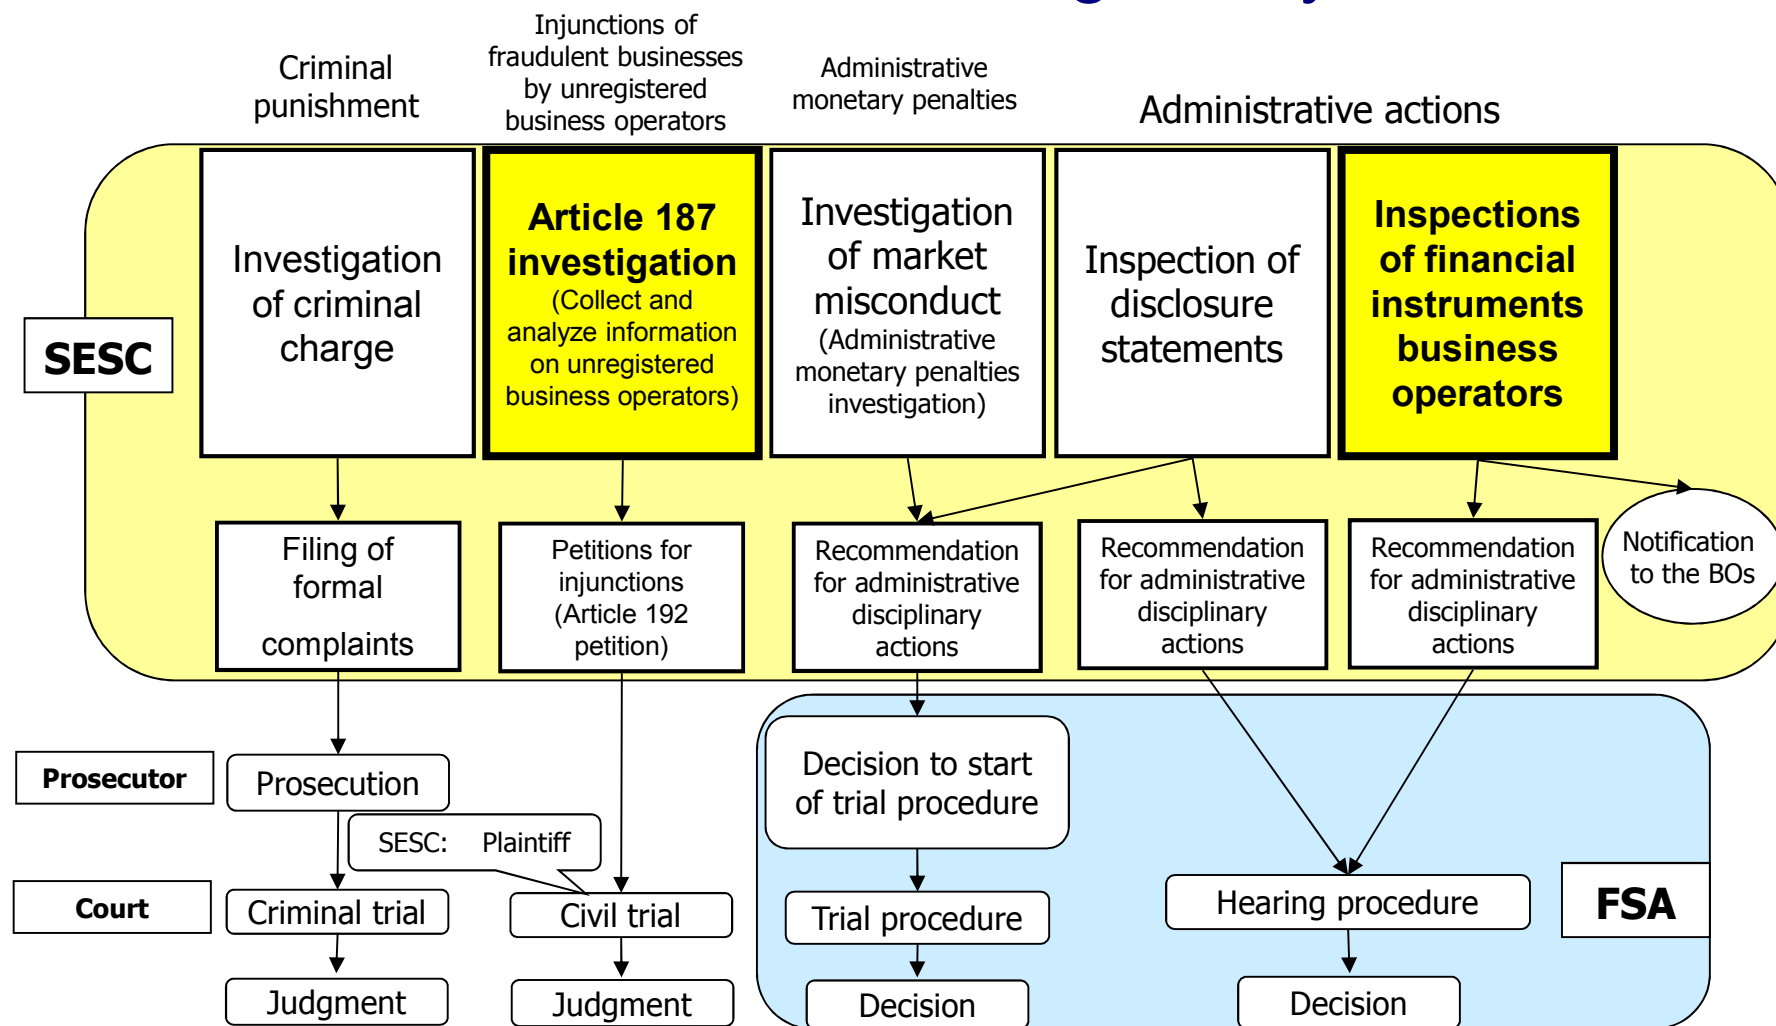 Injunctions of
fraudulent businesses
by unregistered
business operators
Criminal
punishment
Administrative
monetary penalties
Administrative actions
SESC
Investigation
of criminal
charge
Article 187
investigation
(Collect and
analyze information
on unregistered
business operators)
Investigation
of market
misconduct
(Administrative
monetary penalties
investigation)
Inspection of
disclosure
statements
Inspections
of financial
instruments
business
operators
Filing of
formal
complaints
Petitions for
injunctions
(Article 192
petition)
Recommendation
for administrative
disciplinary
actions
Recommendation
for administrative
disciplinary
actions
Recommendation
for administrative
disciplinary
actions
Notification
to the BOs
Prosecutor
Prosecution
Decision to start
of trial procedure
SESC: Plaintiff
Court
Criminal trial
Civil trial
Trial procedure
Hearing procedure
FSA
Judgment
Judgment
Decision
Decision